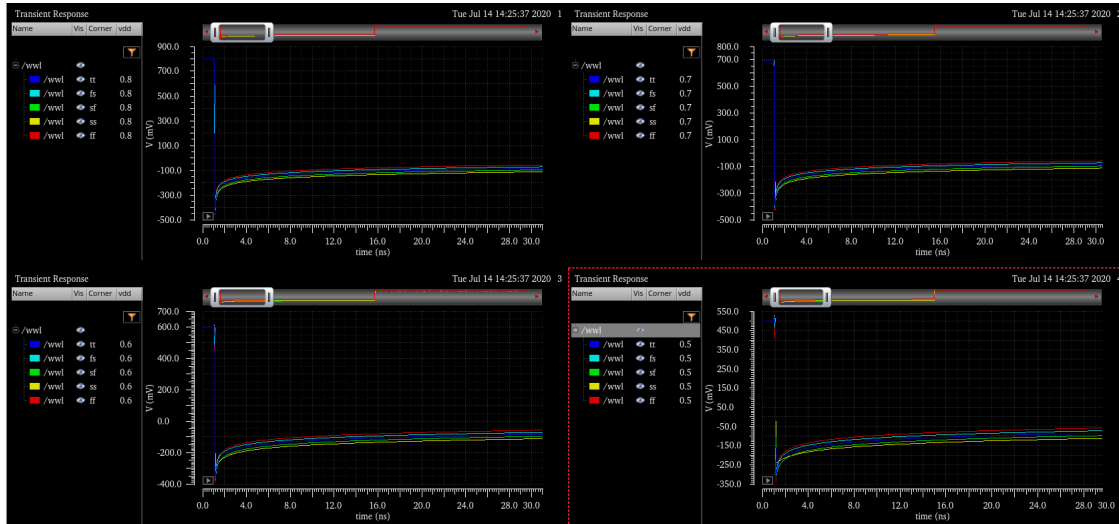 Transient Response Tue Jul 14 14:25:37 2020 1
Name Vis Corner vdd
/wwl
/wwl tt 0.8
/wwl fs 0.8
/wwl sf 0.8
/wwl ss 0.8
/wwl ff 0.8
V (mV)
900.0
700.0
500.0
300.0
100.0
-100.0
-300.0
-500.0
0.0 4.0 8.0 12.0 16.0 20.0 24.0 28.0 30.0
time (ns)
Transient Response Tue Jul 14 14:25:37 2020 2
Name Vis Corner vdd
/wwl
/wwl tt 0.7
/wwl fs 0.7
/wwl sf 0.7
/wwl ss 0.7
/wwl ff 0.7
V (mV)
800.0
700.0
500.0
300.0
100.0
-100.0
-300.0
-500.0
0.0 4.0 8.0 12.0 16.0 20.0 24.0 28.0 30.0
time (ns)
Transient Response Tue Jul 14 14:25:37 2020 3
Name Vis Corner vdd
/wwl
/wwl tt 0.6
/wwl fs 0.6
/wwl sf 0.6
/wwl ss 0.6
/wwl ff 0.6
V (mV)
700.0
600.0
400.0
200.0
0.0
-200.0
-400.0
0.0 4.0 8.0 12.0 16.0 20.0 24.0 28.0 30.0
time (ns)
Transient Response Tue Jul 14 14:25:37 2020
Name Vis Corner vdd
/wwl
/wwl tt 0.5
/wwl fs 0.5
/wwl sf 0.5
/wwl ss 0.5
/wwl ff 0.5
V (mV)
550.0
450.0
350.0
250.0
150.0
50.0
-50.0
-150.0
-250.0
-350.0
0.0 4.0 8.0 12.0 16.0 20.0 24.0 28.0 30.0
time (ns)